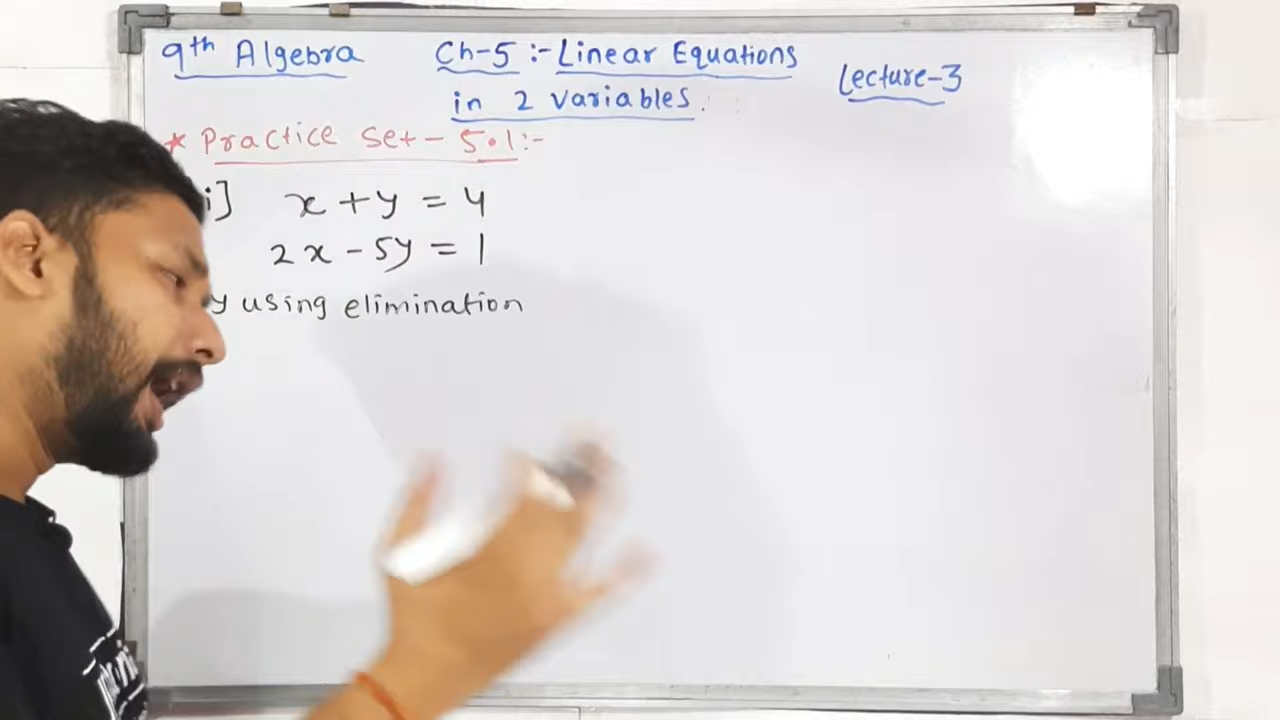 9th Algebra Ch-5 :- Linear Equations
in 2 variables. Lecture-3
* Practice Set - 5.1 :-
i] x + y = 4
2x - 5y = 1
y using elimination